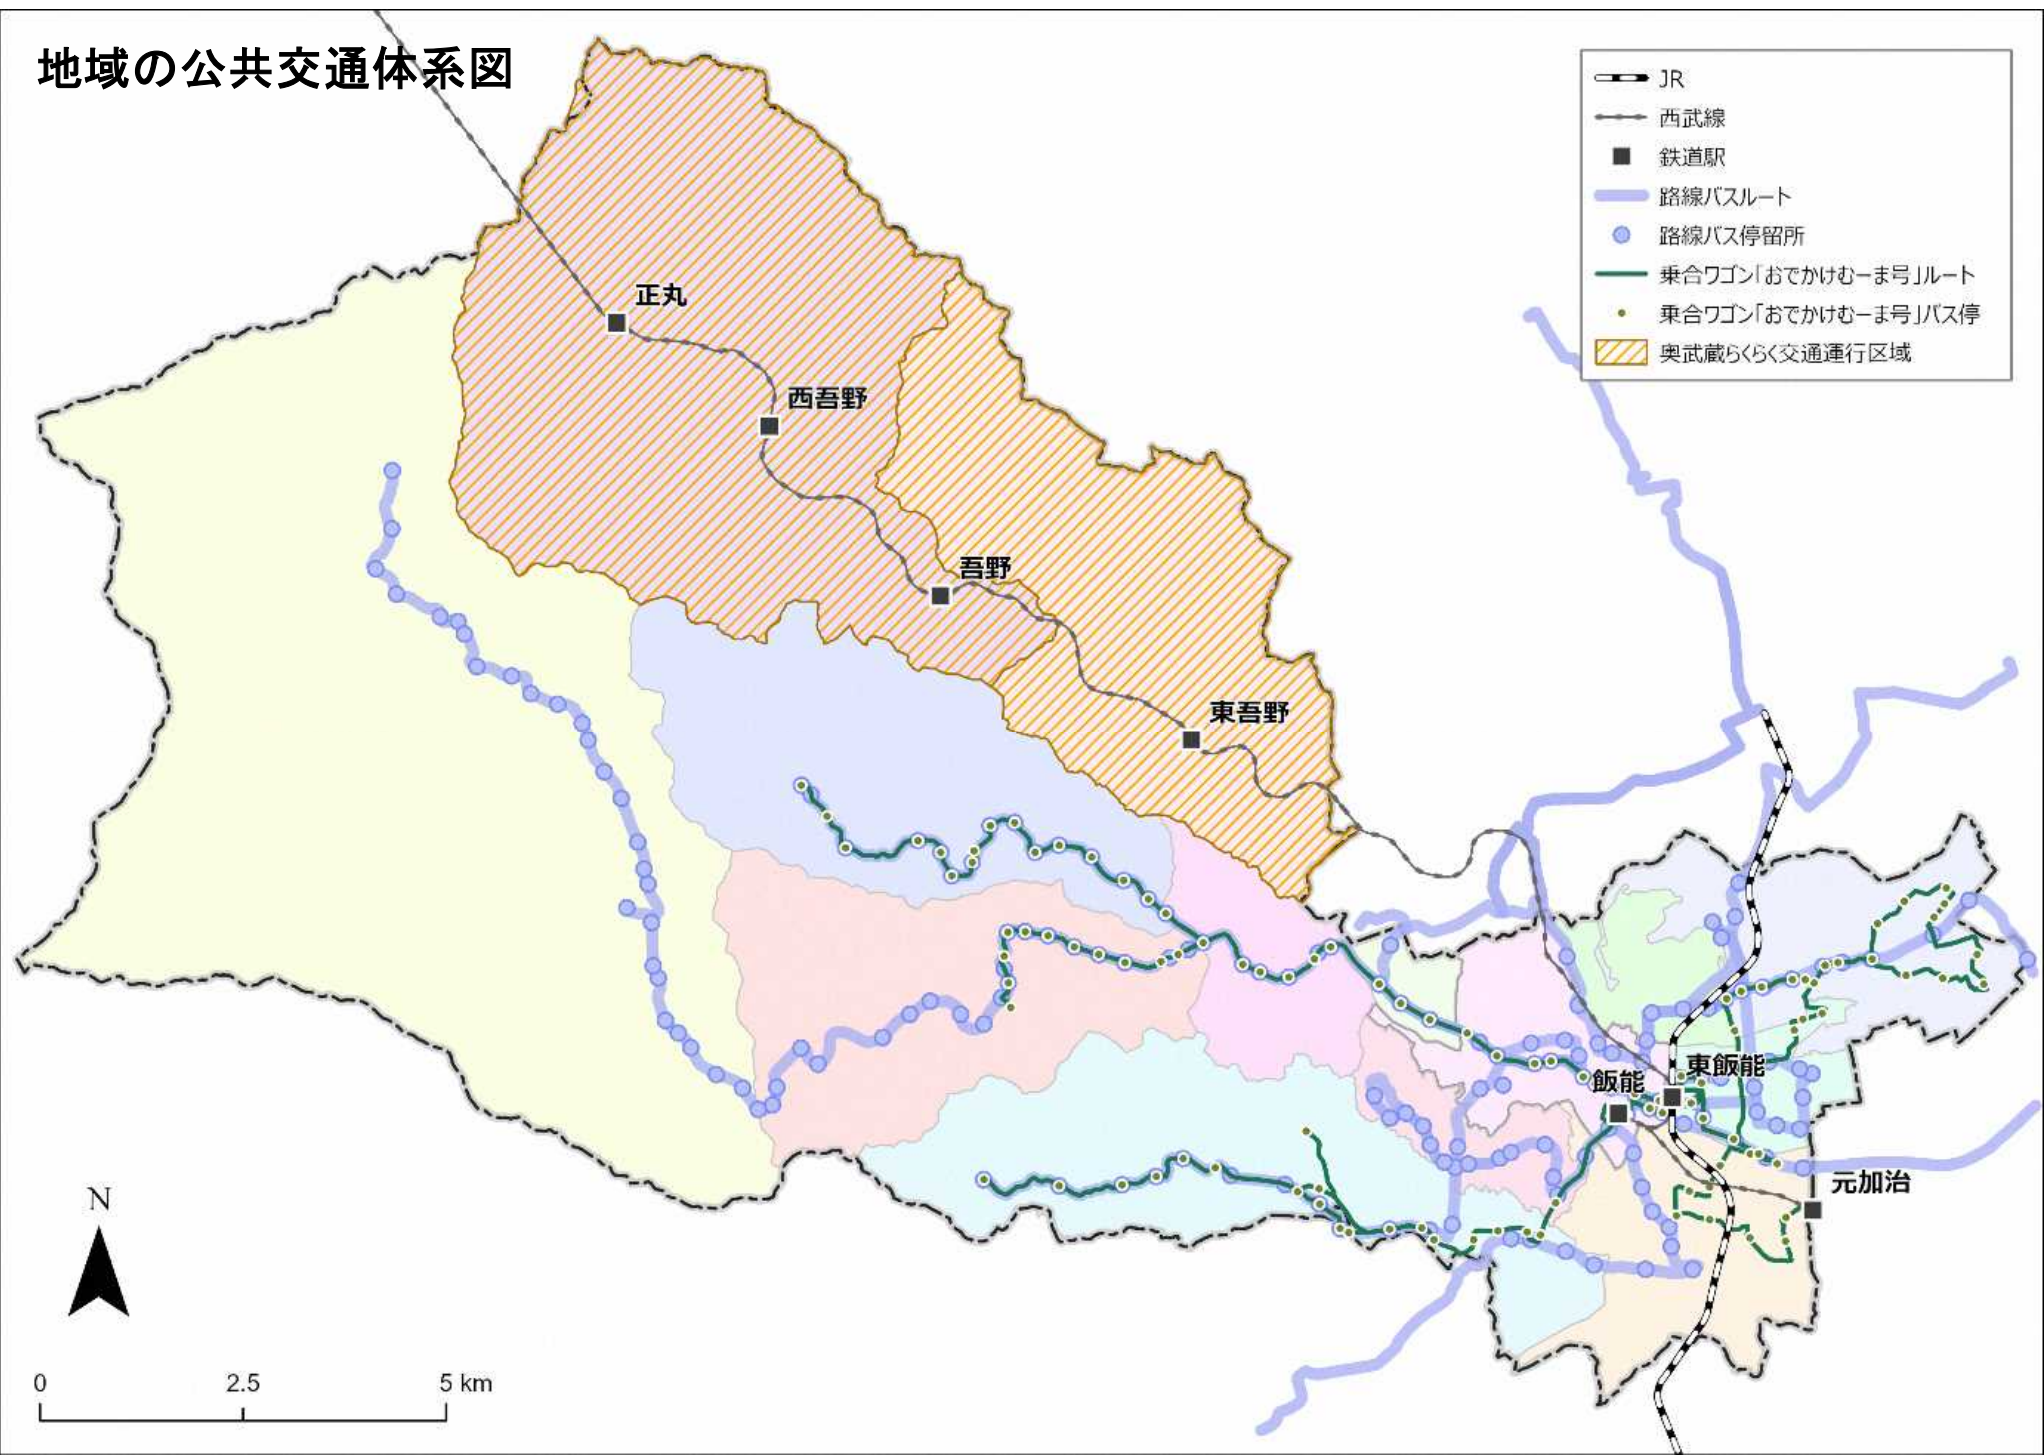 地域の公共交通体系図
JR
西武線
鉄道駅
路線バスルート
路線バス停留所
乗合ワゴン「おでかけむーま号」ルート
乗合ワゴン「おでかけむーま号」バス停
奥武蔵らくらく交通運行区域
正丸
西吾野
吾野
東吾野
東飯能
飯能
元加治
N
0 2.5 5 km